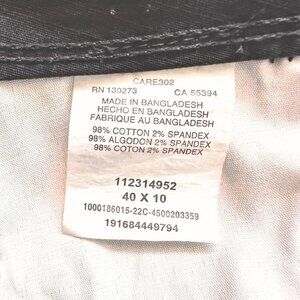 CARE302
RN 130273 CA 55394
MADE IN BANGLADESH
HECHO EN BANGLADESH
FABRIQUE AU BANGLADESH
98% COTTON 2% SPANDEX
98% ALGODON 2% SPANDEX
98% COTON 2% SPANDEX
112314952
40 X 10
1000186015-22C-4500203359
191684449794